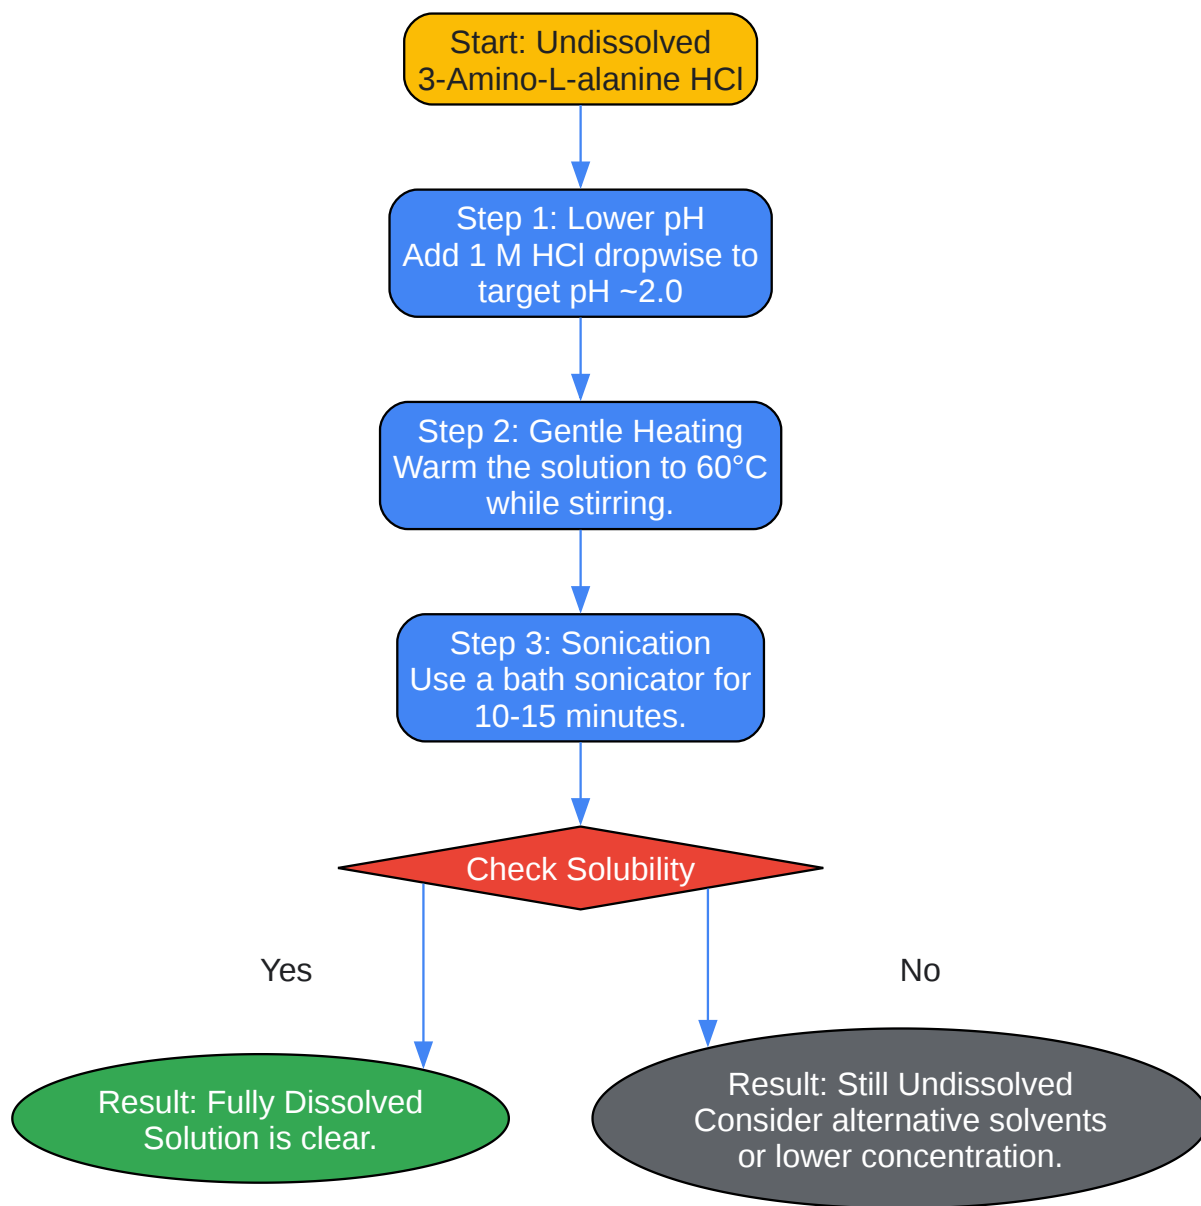 Start: Undissolved
3-Amino-L-alanine HCl
Step 1: Lower pH
Add 1 M HCl dropwise to
target pH ~2.0
Step 2: Gentle Heating
Warm the solution to 60°C
while stirring.
Step 3: Sonication
Use a bath sonicator for
10-15 minutes.
Check Solubility
Yes
No
Result: Fully Dissolved
Solution is clear.
Result: Still Undissolved
Consider alternative solvents
or lower concentration.